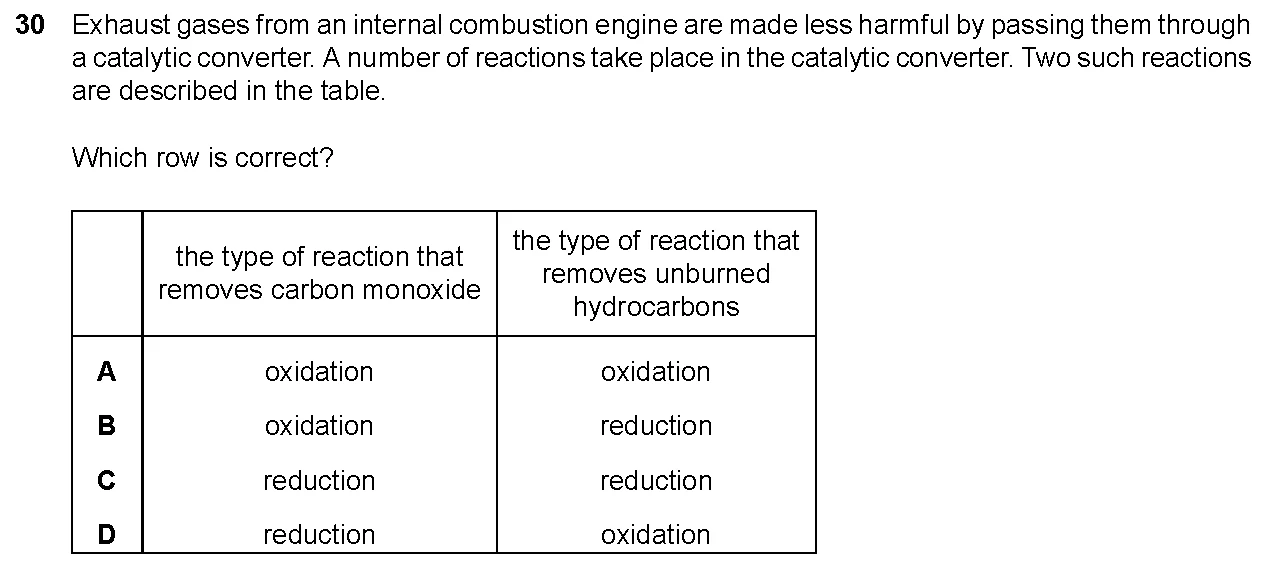 30 Exhaust gases from an internal combustion engine are made less harmful by passing them through
a catalytic converter. A number of reactions take place in the catalytic converter. Two such reactions
are described in the table.
Which row is correct?
the type of reaction that removes carbon monoxide
the type of reaction that removes unburned hydrocarbons
A oxidation oxidation
B oxidation reduction
C reduction reduction
D reduction oxidation